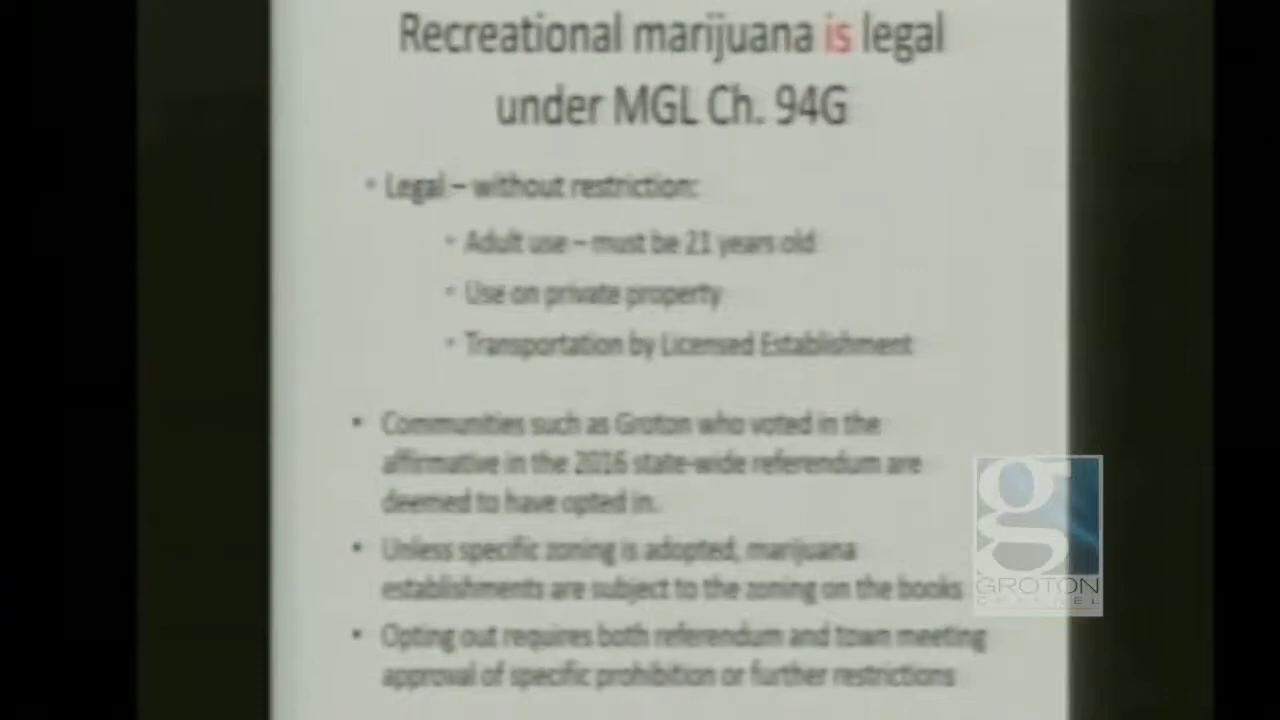 Recreational marijuana is legal
under MGL Ch. 94G
• Legal – without restriction:
• Adult use – must be 21 years old
• Use on private property
• Transportation by Licensed Establishment
• Communities such as Groton who voted in the
affirmative in the 2016 state-wide referendum are
deemed to have opted in.
• Unless specific zoning is adopted, marijuana
establishments are subject to the zoning on the books
• Opting out requires both referendum and town meeting
approval of specific prohibition or further restrictions
g
GROTON
CHANNEL